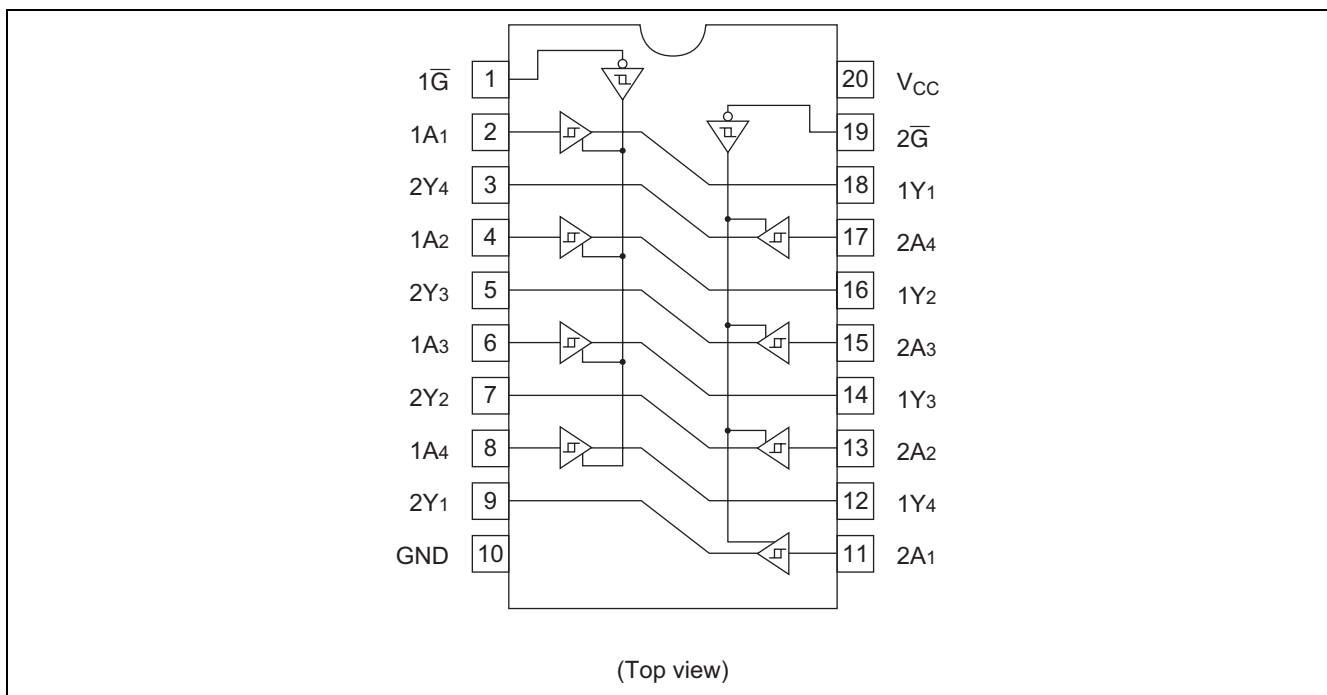 1G̅ 1
1A1 2
2Y4 3
1A2 4
2Y3 5
1A3 6
2Y2 7
1A4 8
2Y1 9
GND 10
20 VCC
19 2G̅
18 1Y1
17 2A4
16 1Y2
15 2A3
14 1Y3
13 2A2
12 1Y4
11 2A1
(Top view)